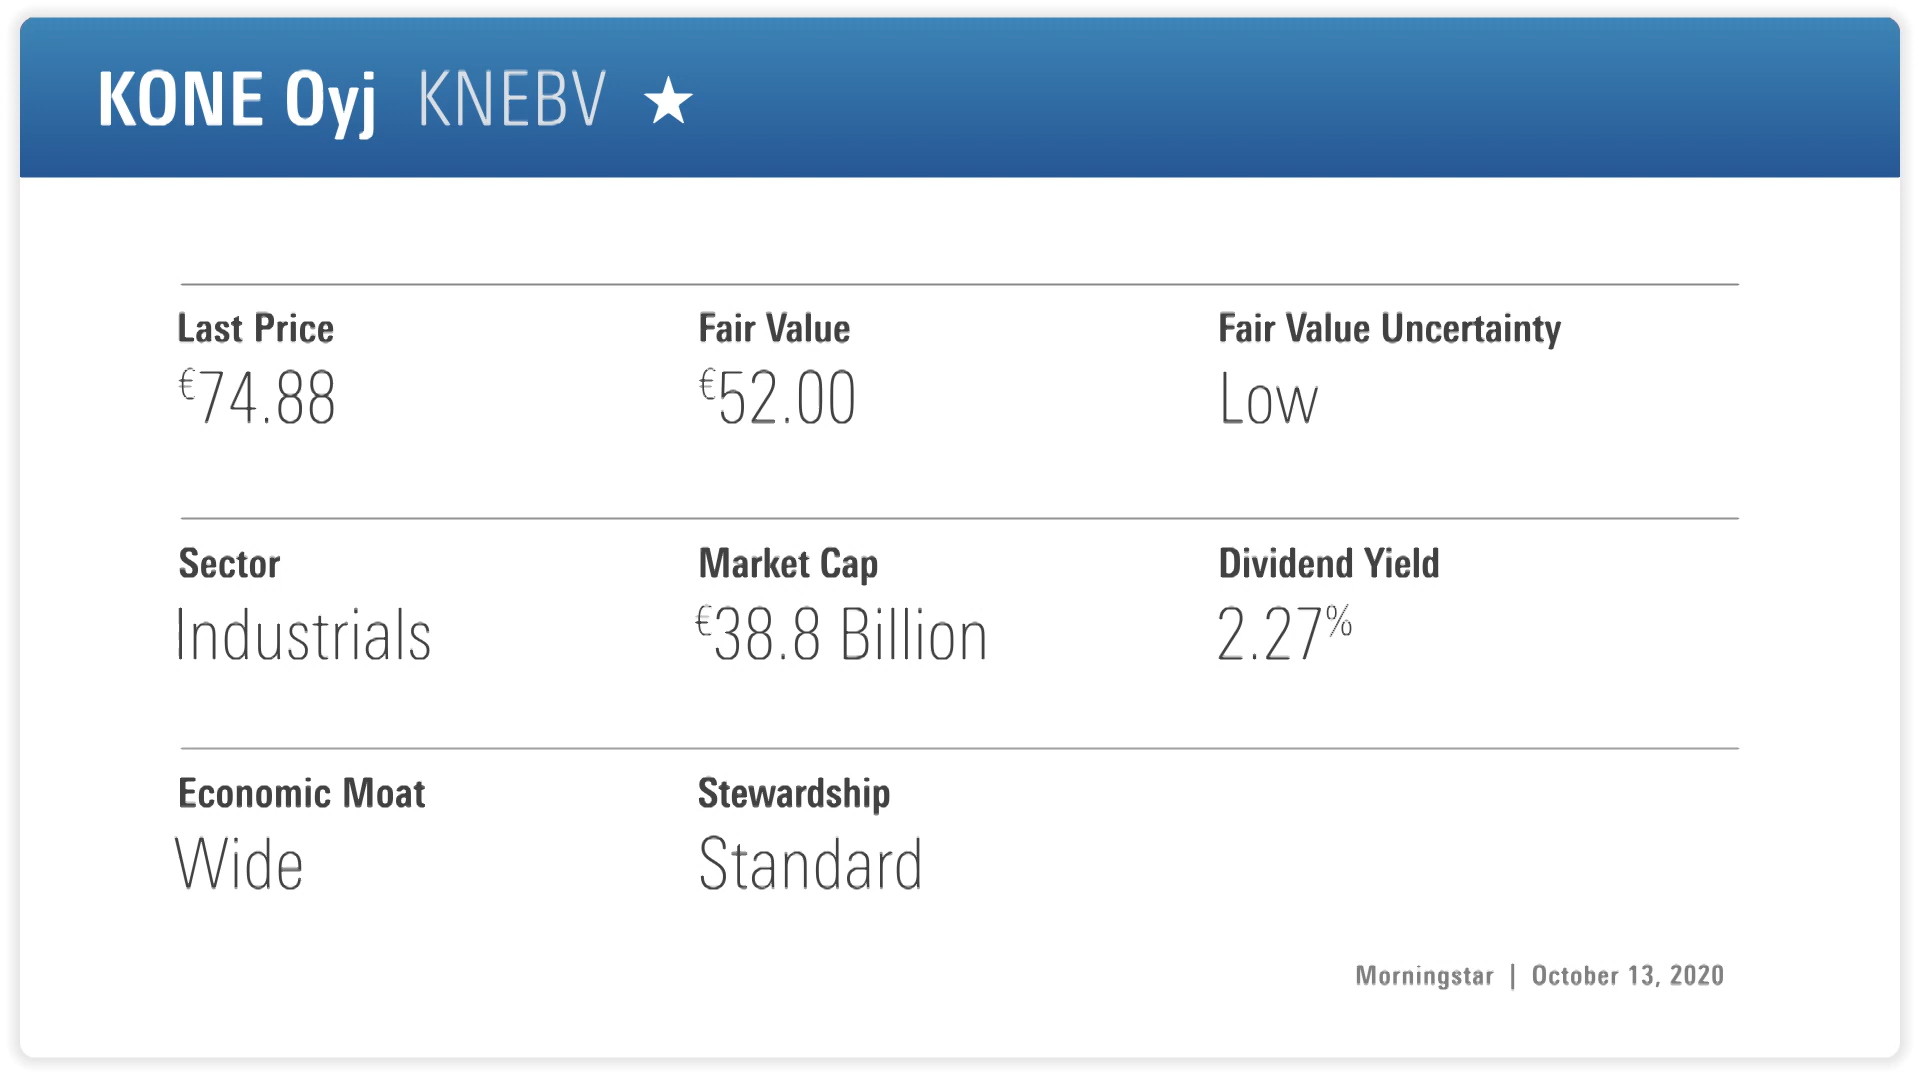 KONE Oyj KNEBV ★
Last Price Fair Value Fair Value Uncertainty
€74.88 €52.00 Low
Sector Market Cap Dividend Yield
Industrials €38.8 Billion 2.27%
Economic Moat Stewardship
Wide Standard
Morningstar | October 13, 2020